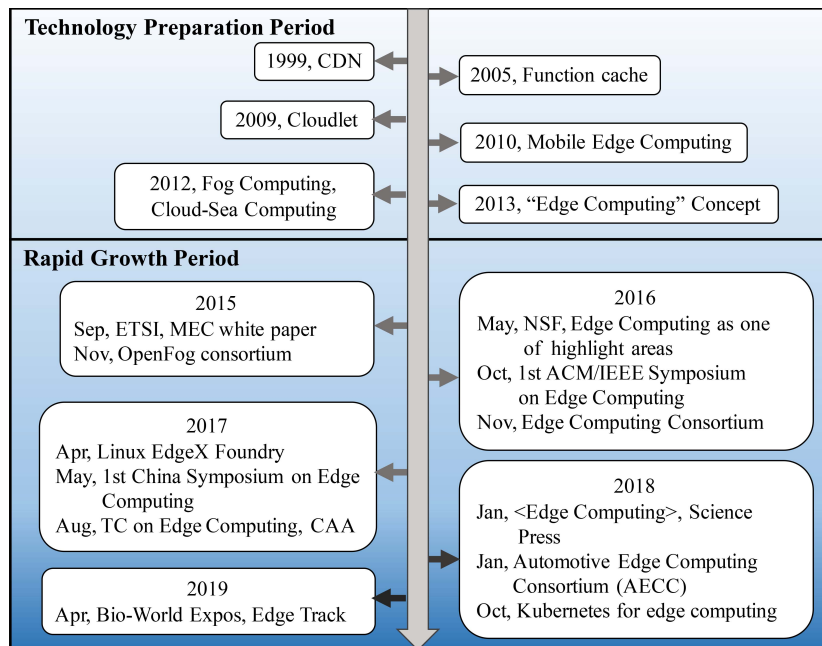 Technology Preparation Period
1999, CDN
2005, Function cache
2009, Cloudlet
2010, Mobile Edge Computing
2012, Fog Computing,
Cloud-Sea Computing
2013, “Edge Computing” Concept
Rapid Growth Period
2015
Sep, ETSI, MEC white paper
Nov, OpenFog consortium
2016
May, NSF, Edge Computing as one
of highlight areas
Oct, 1st ACM/IEEE Symposium
on Edge Computing
Nov, Edge Computing Consortium
2017
Apr, Linux EdgeX Foundry
May, 1st China Symposium on Edge
Computing
Aug, TC on Edge Computing, CAA
2018
Jan, <Edge Computing>, Science
Press
Jan, Automotive Edge Computing
Consortium (AECC)
Oct, Kubernetes for edge computing
2019
Apr, Bio-World Expos, Edge Track